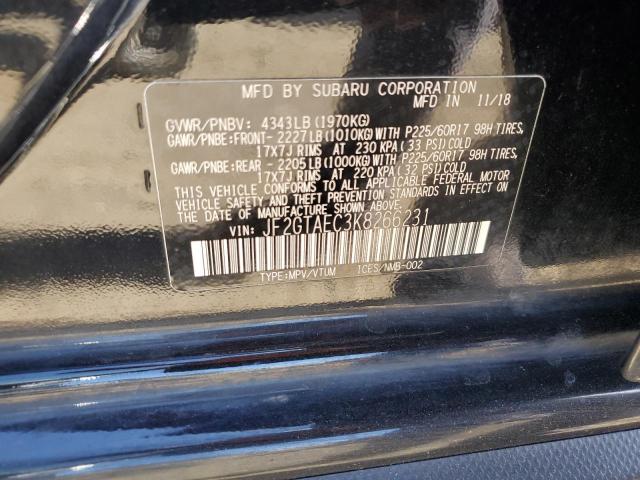 MFD BY SUBARU CORPORATION
MFD IN 11/18
GVWR/PNBV: 4343LB (1970KG)
GAWR/PNBE:FRONT- 2227LB(1010KG)WITH P225/60R17 98H TIRES,
17X7J RIMS AT 230 KPA(33 PSI)COLD
GAWR/PNBE:REAR - 2205LB(1000KG)WITH P225/60R17 98H TIRES,
17X7J RIMS AT 220 KPA(32 PSI)COLD
THIS VEHICLE CONFORMS TO ALL APPLICABLE FEDERAL MOTOR
VEHICLE SAFETY AND THEFT PREVENTION STANDARDS IN EFFECT ON
THE DATE OF MANUFACTURE SHOWN ABOVE.
VIN: JF2GTAEC3K8266231
TYPE:MPV/VTUM ICES/NMB-002